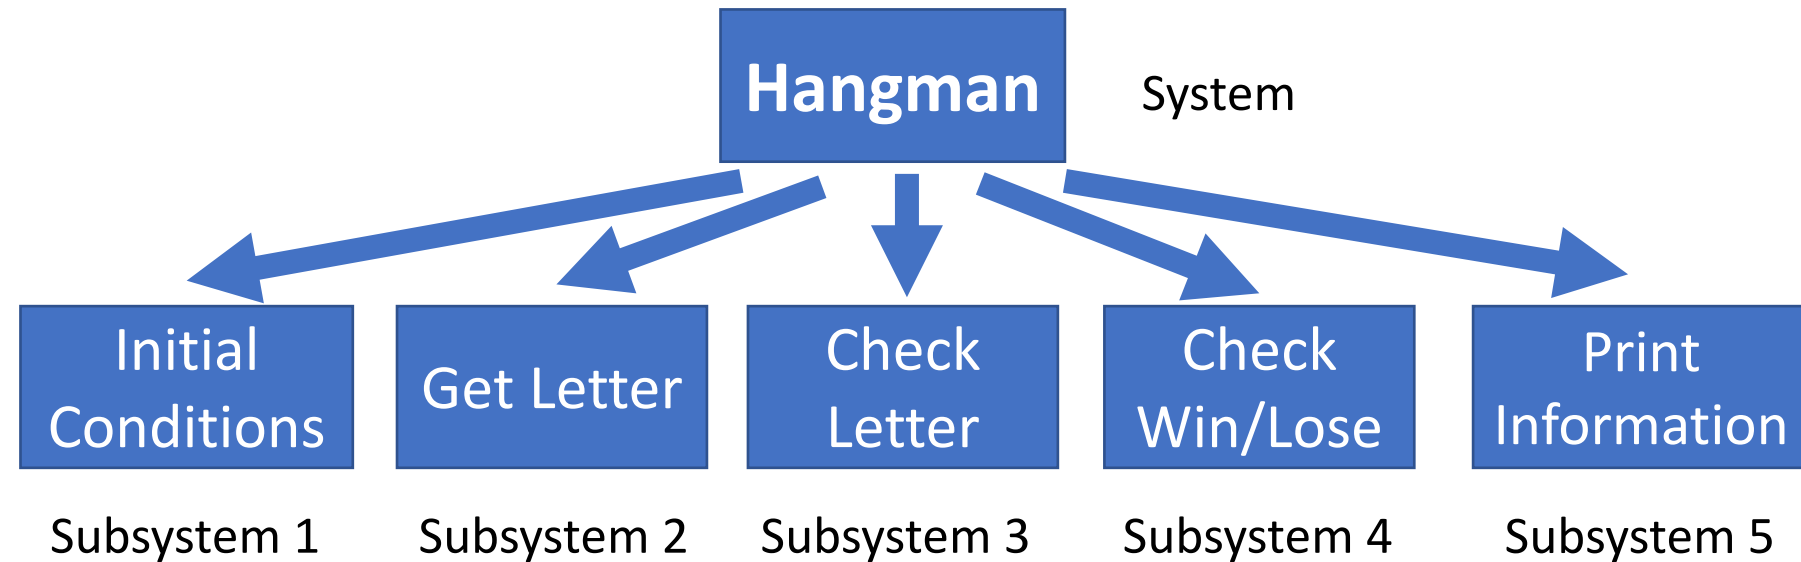 Hangman
System
Initial
Conditions
Get Letter
Check
Letter
Check
Win/Lose
Print
Information
Subsystem 1
Subsystem 2
Subsystem 3
Subsystem 4
Subsystem 5